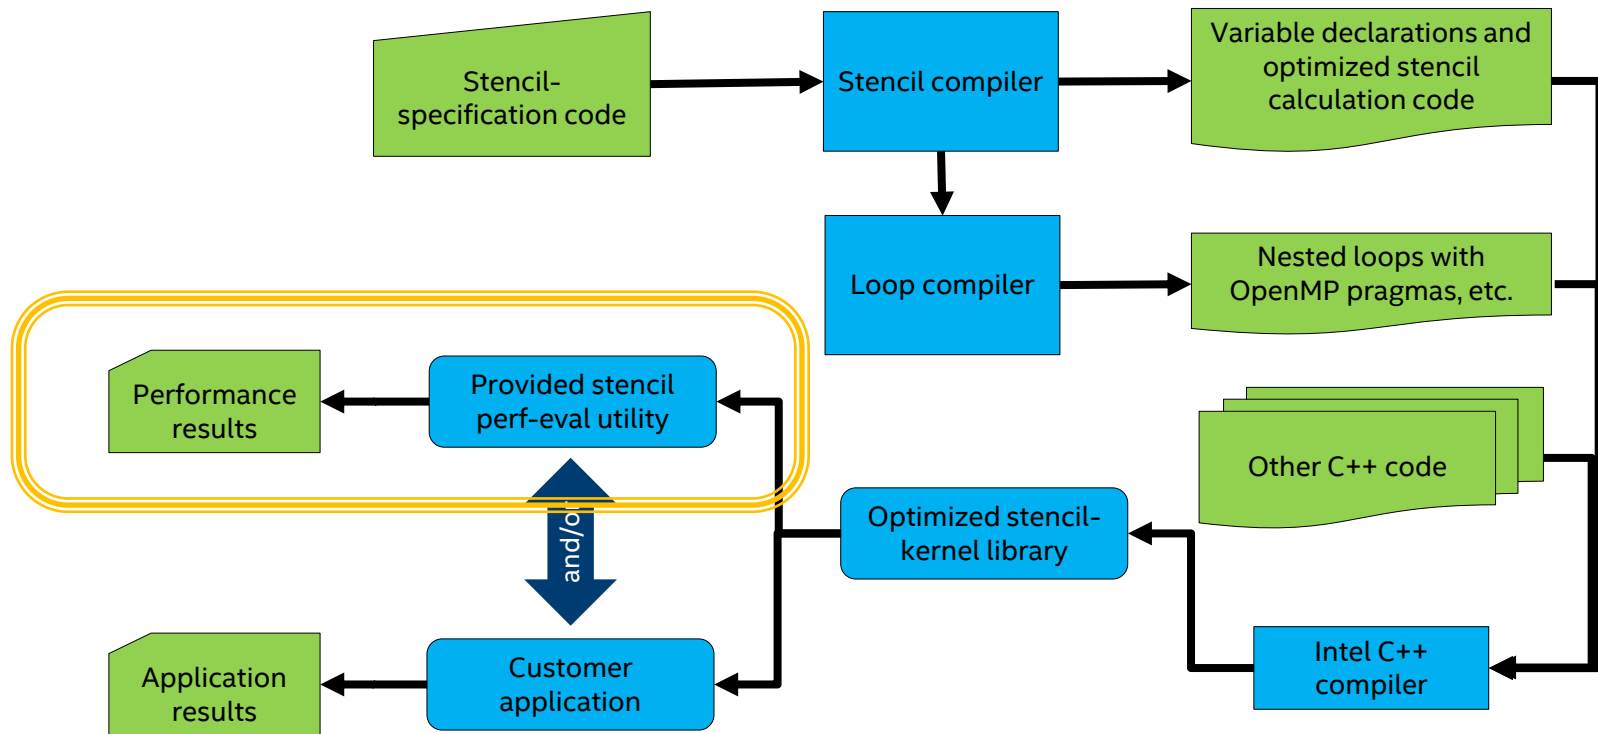 Stencil-
specification code
Stencil compiler
Variable declarations and
optimized stencil
calculation code
Loop compiler
Nested loops with
OpenMP pragmas, etc.
Performance
results
Provided stencil
perf-eval utility
Other C++ code
and/or
Optimized stencil-
kernel library
Application
results
Customer
application
Intel C++
compiler